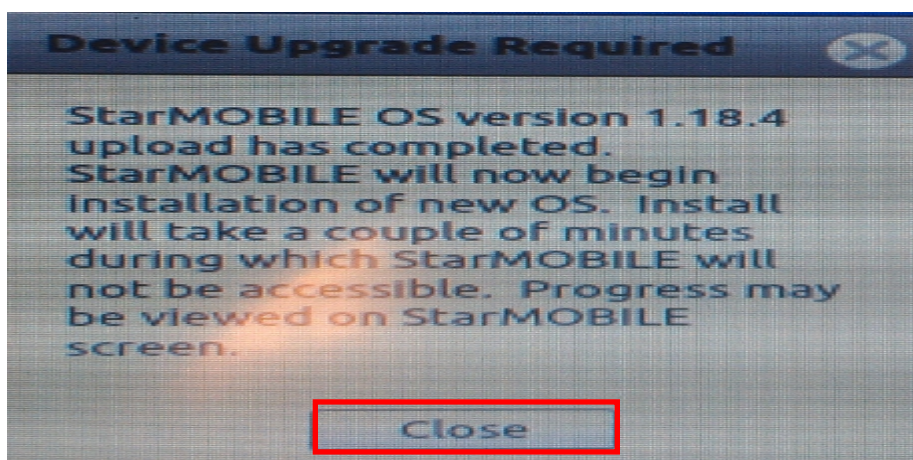 Device Upgrade Required
StarMOBILE OS version 1.18.4
upload has completed.
StarMOBILE will now begin
installation of new OS. Install
will take a couple of minutes
during which StarMOBILE will
not be accessible. Progress may
be viewed on StarMOBILE
screen.
Close